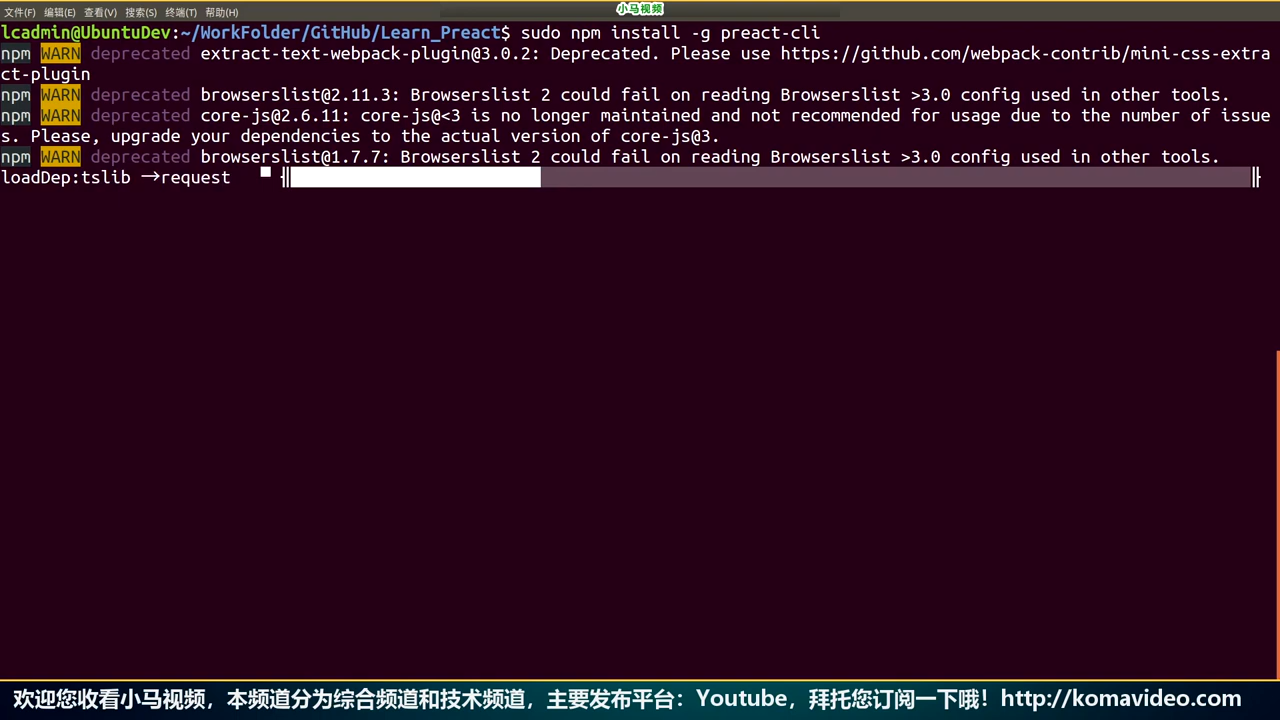 小马视频
文件(F) 编辑(E) 查看(V) 搜索(S) 终端(T) 帮助(H)
lcadmin@UbuntuDev:~/WorkFolder/GitHub/Learn_Preact$ sudo npm install -g preact-cli
npm WARN deprecated extract-text-webpack-plugin@3.0.2: Deprecated. Please use https://github.com/webpack-contrib/mini-css-extra
ct-plugin
npm WARN deprecated browserslist@2.11.3: Browserslist 2 could fail on reading Browserslist >3.0 config used in other tools.
npm WARN deprecated core-js@2.6.11: core-js@<3 is no longer maintained and not recommended for usage due to the number of issue
s. Please, upgrade your dependencies to the actual version of core-js@3.
npm WARN deprecated browserslist@1.7.7: Browserslist 2 could fail on reading Browserslist >3.0 config used in other tools.
loadDep:tslib → request
欢迎您收看小马视频，本频道分为综合频道和技术频道，主要发布平台：Youtube，拜托您订阅一下哦！http://komavideo.com